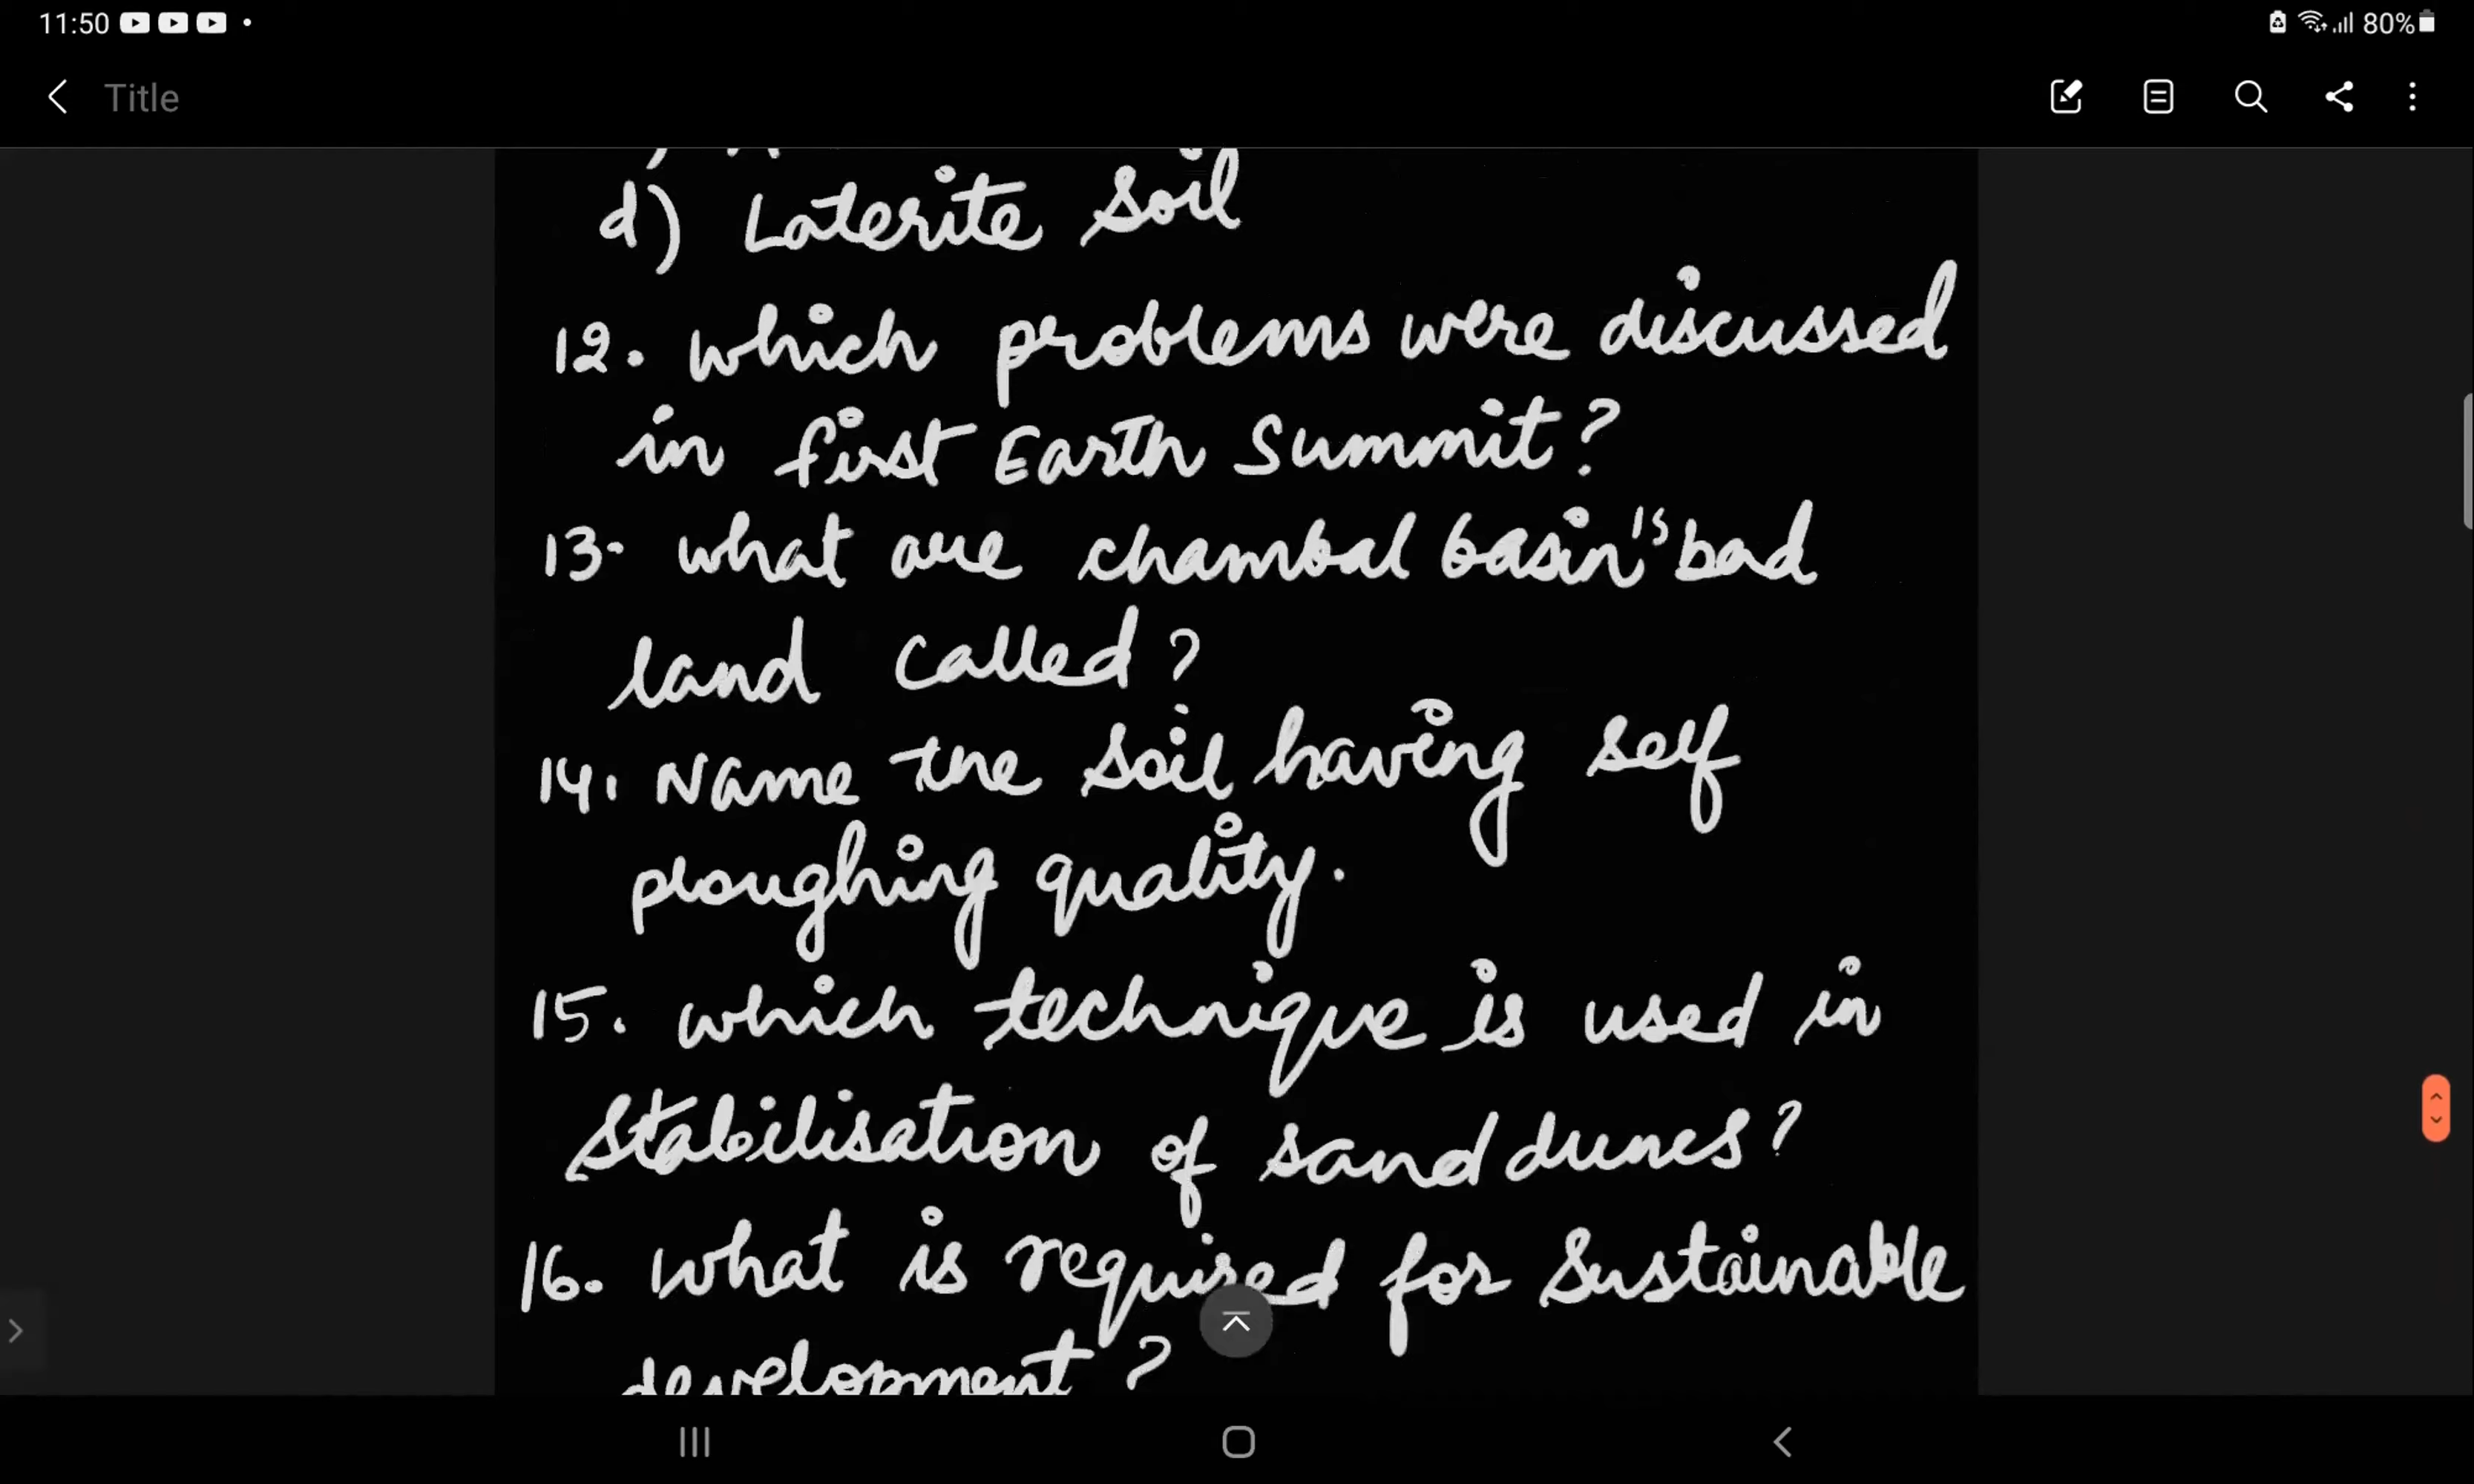 11:50
80%
Title
d) Laterite Soil
12. which problems were discussed
in first Earth Summit?
13. what are chambal basin's bad
land called?
14. Name the soil having self
ploughing quality.
15. which technique is used in
stabilisation of sand dunes?
16. what is required for sustainable
development?